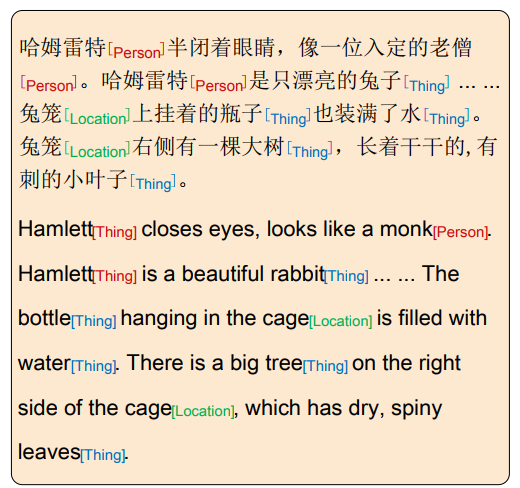 哈姆雷特[Person]半闭着眼睛，像一位入定的老僧
[Person]。哈姆雷特[Person]是只漂亮的兔子[Thing] ... ...
兔笼[Location]上挂着的瓶子[Thing]也装满了水[Thing]。
兔笼[Location]右侧有一棵大树[Thing]，长着干干的,有
刺的小叶子[Thing]。
Hamlett[Thing] closes eyes, looks like a monk[Person].
Hamlett[Thing] is a beautiful rabbit[Thing] ... ... The
bottle[Thing] hanging in the cage[Location] is filled with
water[Thing]. There is a big tree[Thing] on the right
side of the cage[Location], which has dry, spiny
leaves[Thing].